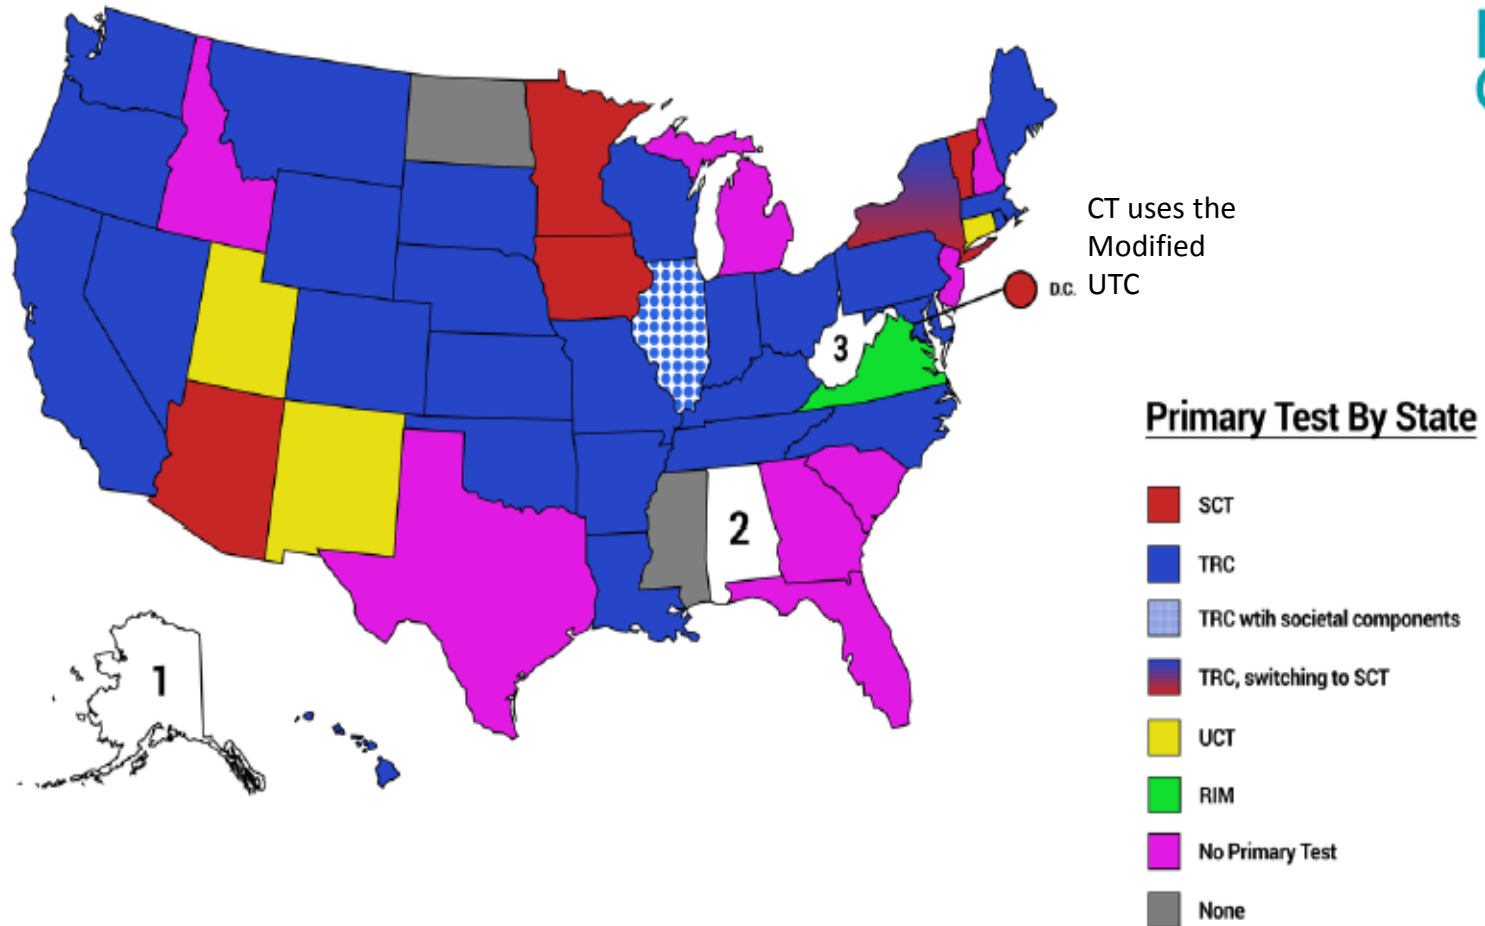 CT uses the
Modified
UTC
D.C.
3
2
1
Primary Test By State
SCT
TRC
TRC wtih societal components
TRC, switching to SCT
UCT
RIM
No Primary Test
None